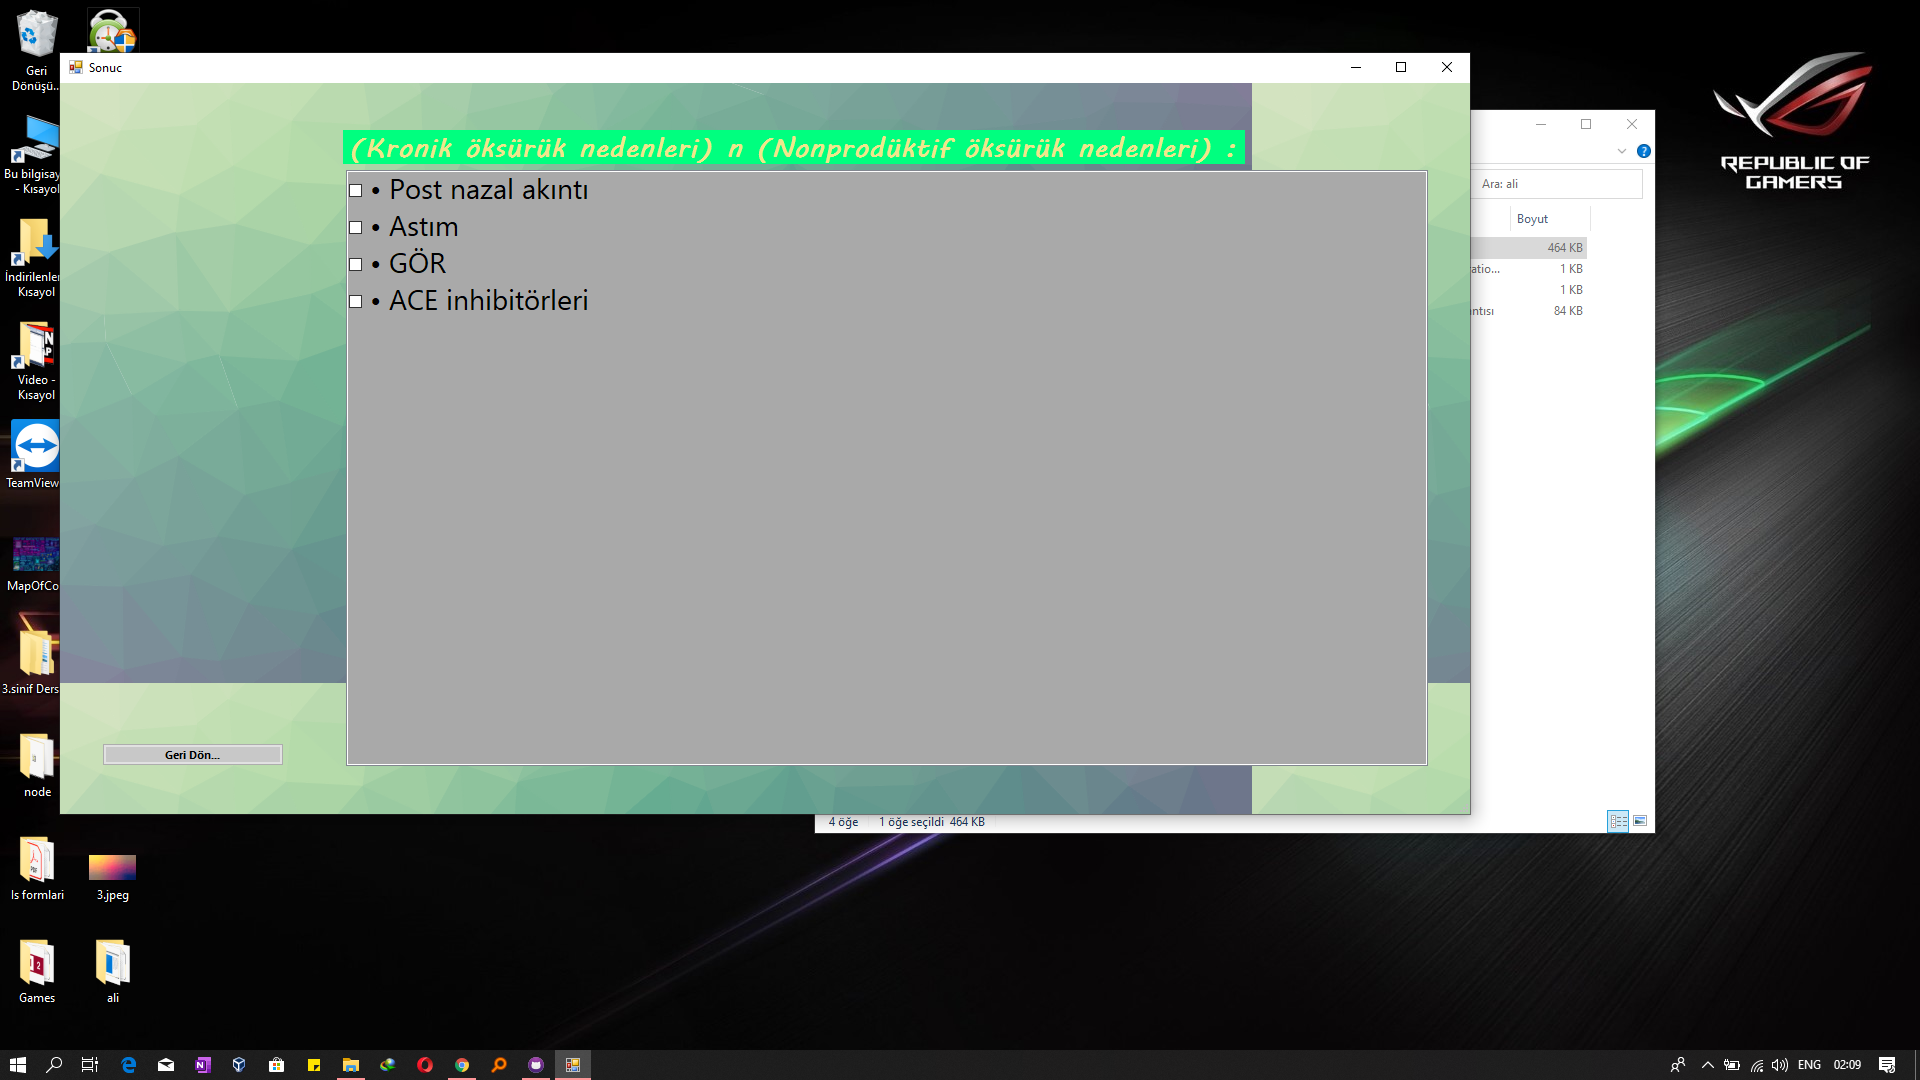 Geri
Dönüşü...
Sonuc
(Kronik öksürük nedenleri) n (Nonprodüktif öksürük nedenleri) :
• Post nazal akıntı
• Astım
• GÖR
• ACE inhibitörleri
Geri Dön...
Bu bilgisay
- Kısayol
İndirilenler
Kısayol
Video -
Kısayol
TeamView
MapOfCo
3.sinif Ders
node
Is formlari
3.jpeg
Games
ali
REPUBLIC OF
GAMERS
Ara: ali
Boyut
464 KB
ratio...
1 KB
1 KB
ntısı
84 KB
4 öğe
1 öğe seçildi 464 KB
ENG
02:09